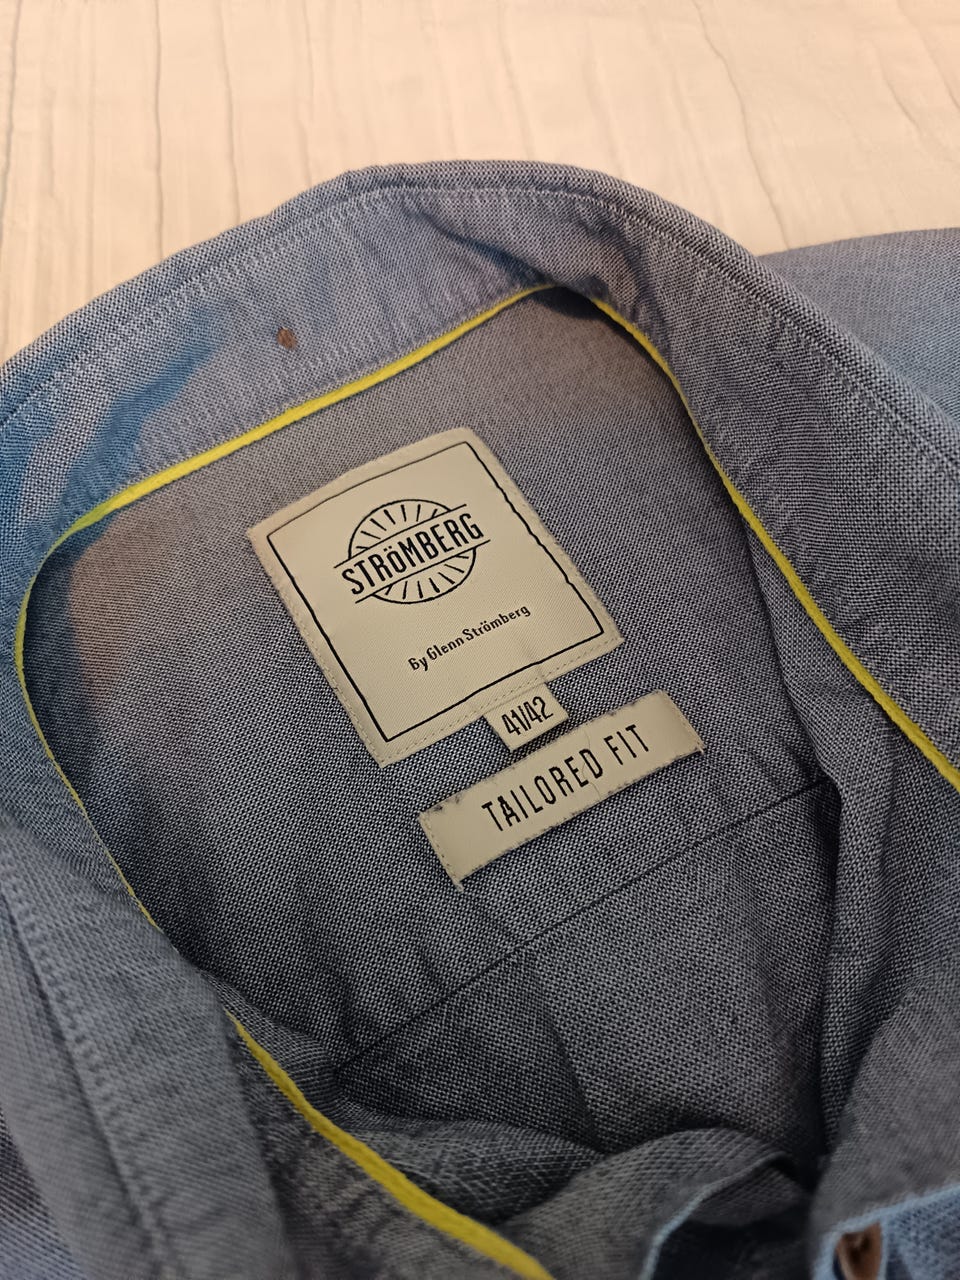 STRöMBERG
By Glenn Strömberg
41/42
TAILORED FIT